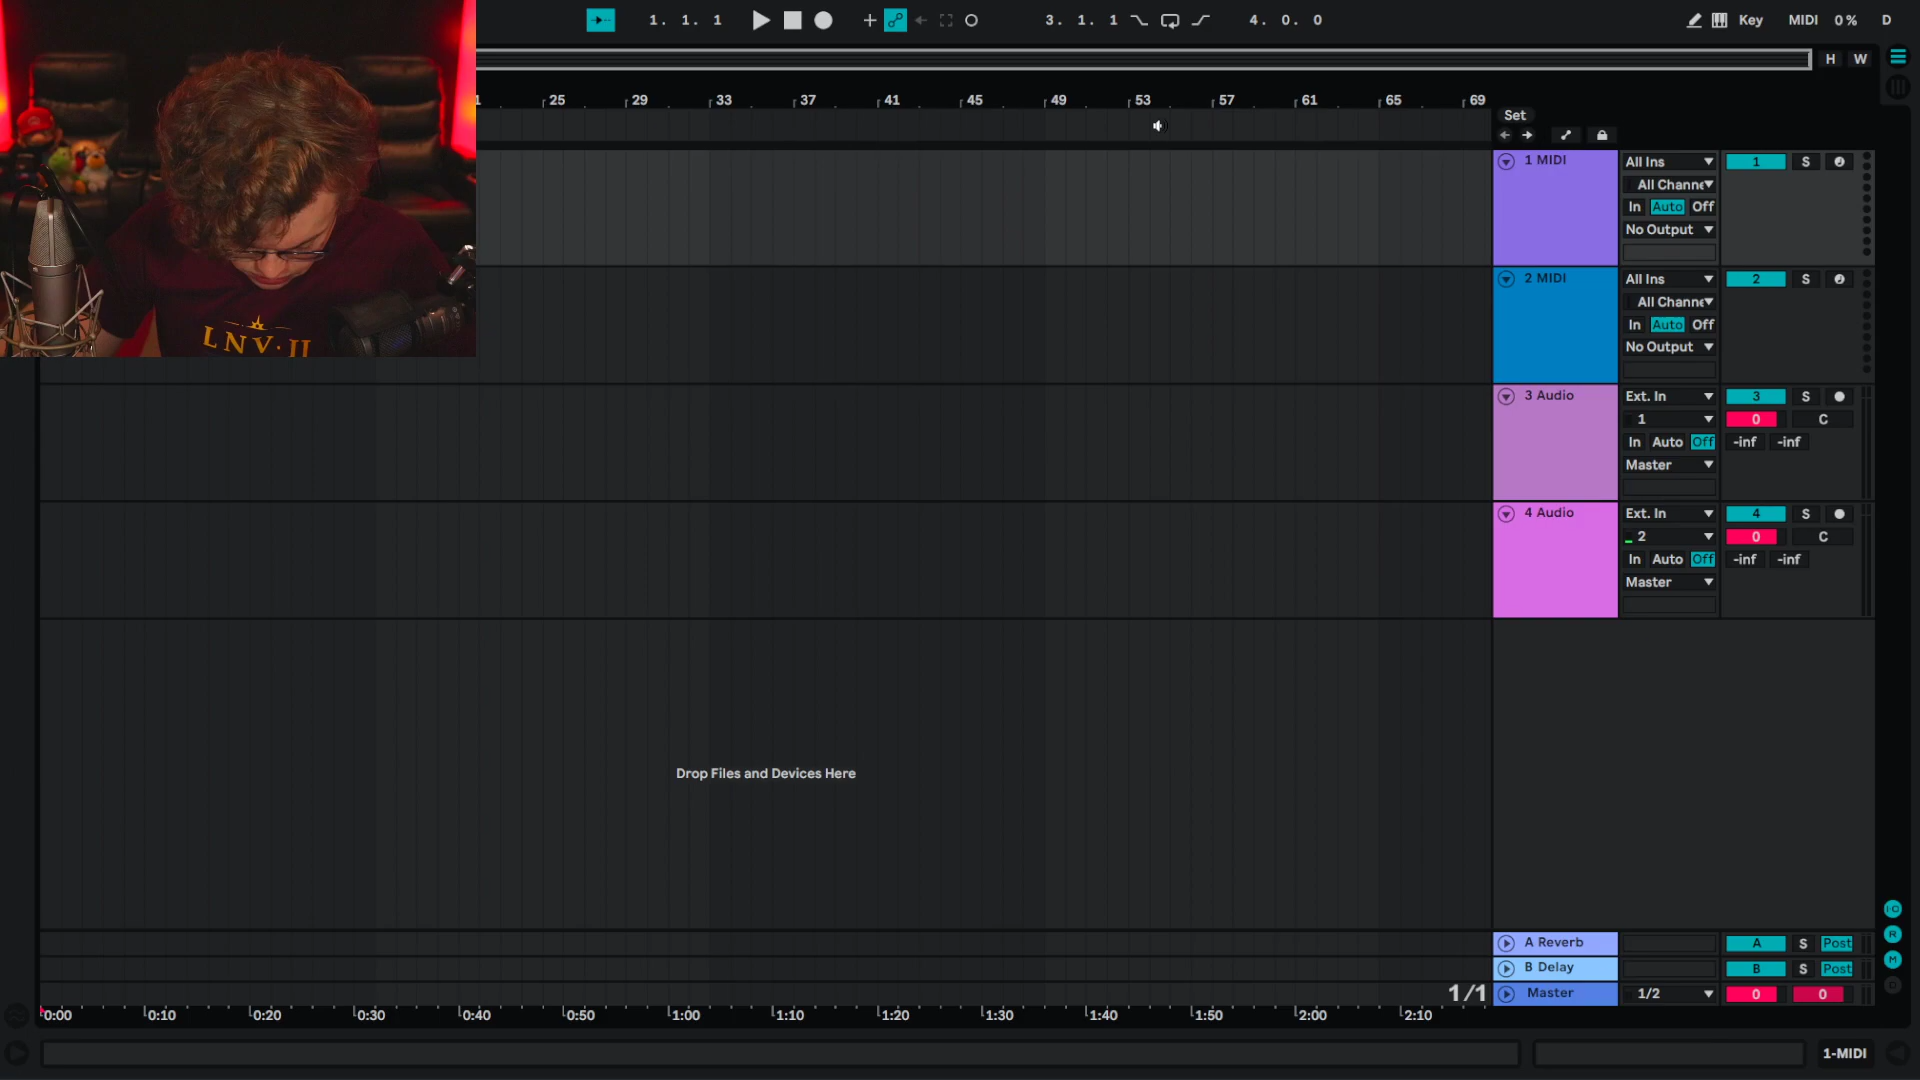 1. 1. 1
3. 1. 1
4. 0. 0
Key
MIDI
0 %
D
H
W
25
29
33
37
41
45
49
53
57
61
65
69
Set
1 MIDI
All Ins
1
S
All Channe
In
Auto
Off
No Output
2 MIDI
All Ins
2
S
All Channe
In
Auto
Off
No Output
3 Audio
Ext. In
3
S
1
0
C
In
Auto
Off
-inf
-inf
Master
4 Audio
Ext. In
4
S
2
0
C
In
Auto
Off
-inf
-inf
Master
LNV·II
Drop Files and Devices Here
A Reverb
A
S
Post
B Delay
B
S
Post
1/1
Master
1/2
0
0
0:00
0:10
0:20
0:30
0:40
0:50
1:00
1:10
1:20
1:30
1:40
1:50
2:00
2:10
I·O
R
M
D
1-MIDI